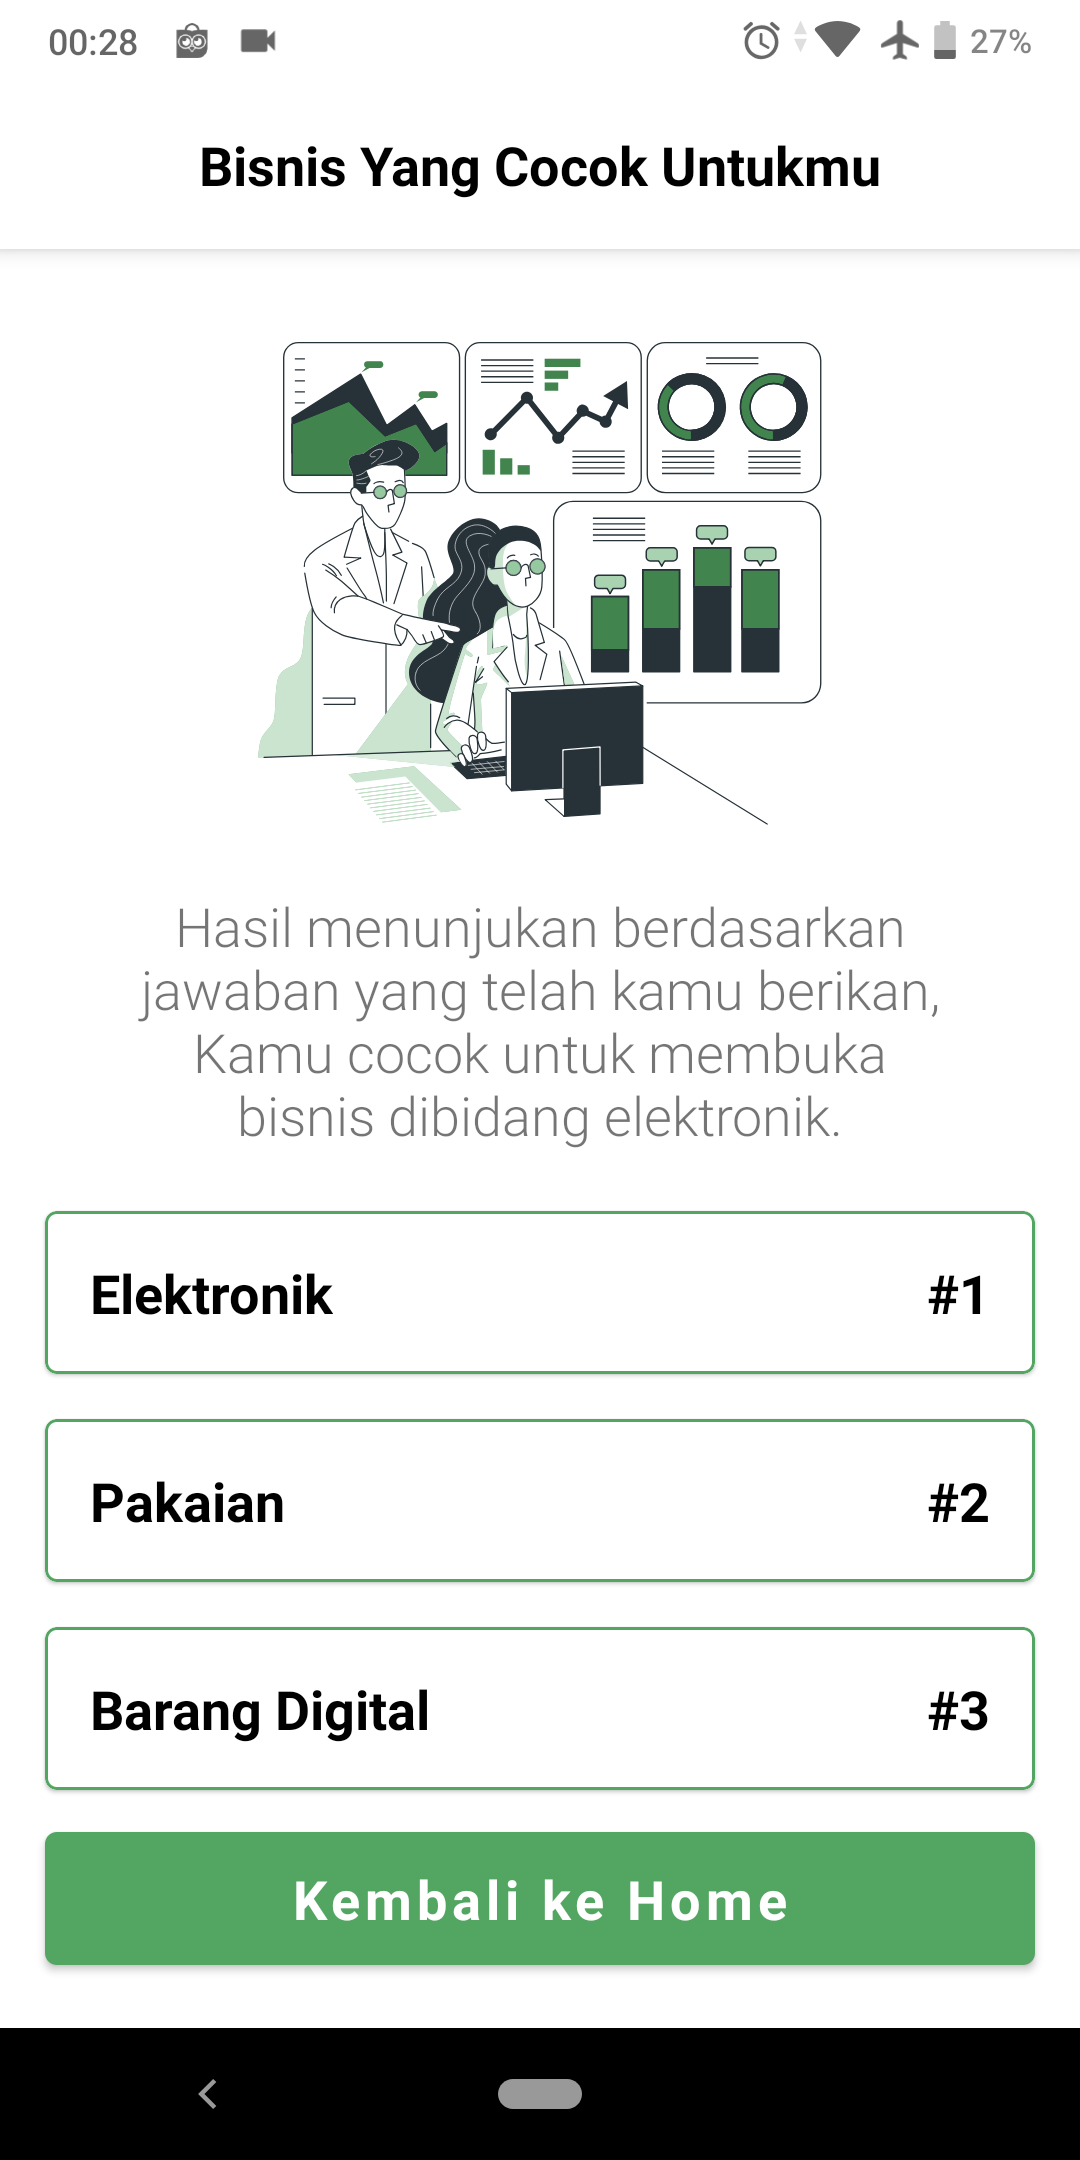 00:28
27%
Bisnis Yang Cocok Untukmu
Hasil menunjukan berdasarkan
jawaban yang telah kamu berikan,
Kamu cocok untuk membuka
bisnis dibidang elektronik.
Elektronik #1
Pakaian #2
Barang Digital #3
Kembali ke Home